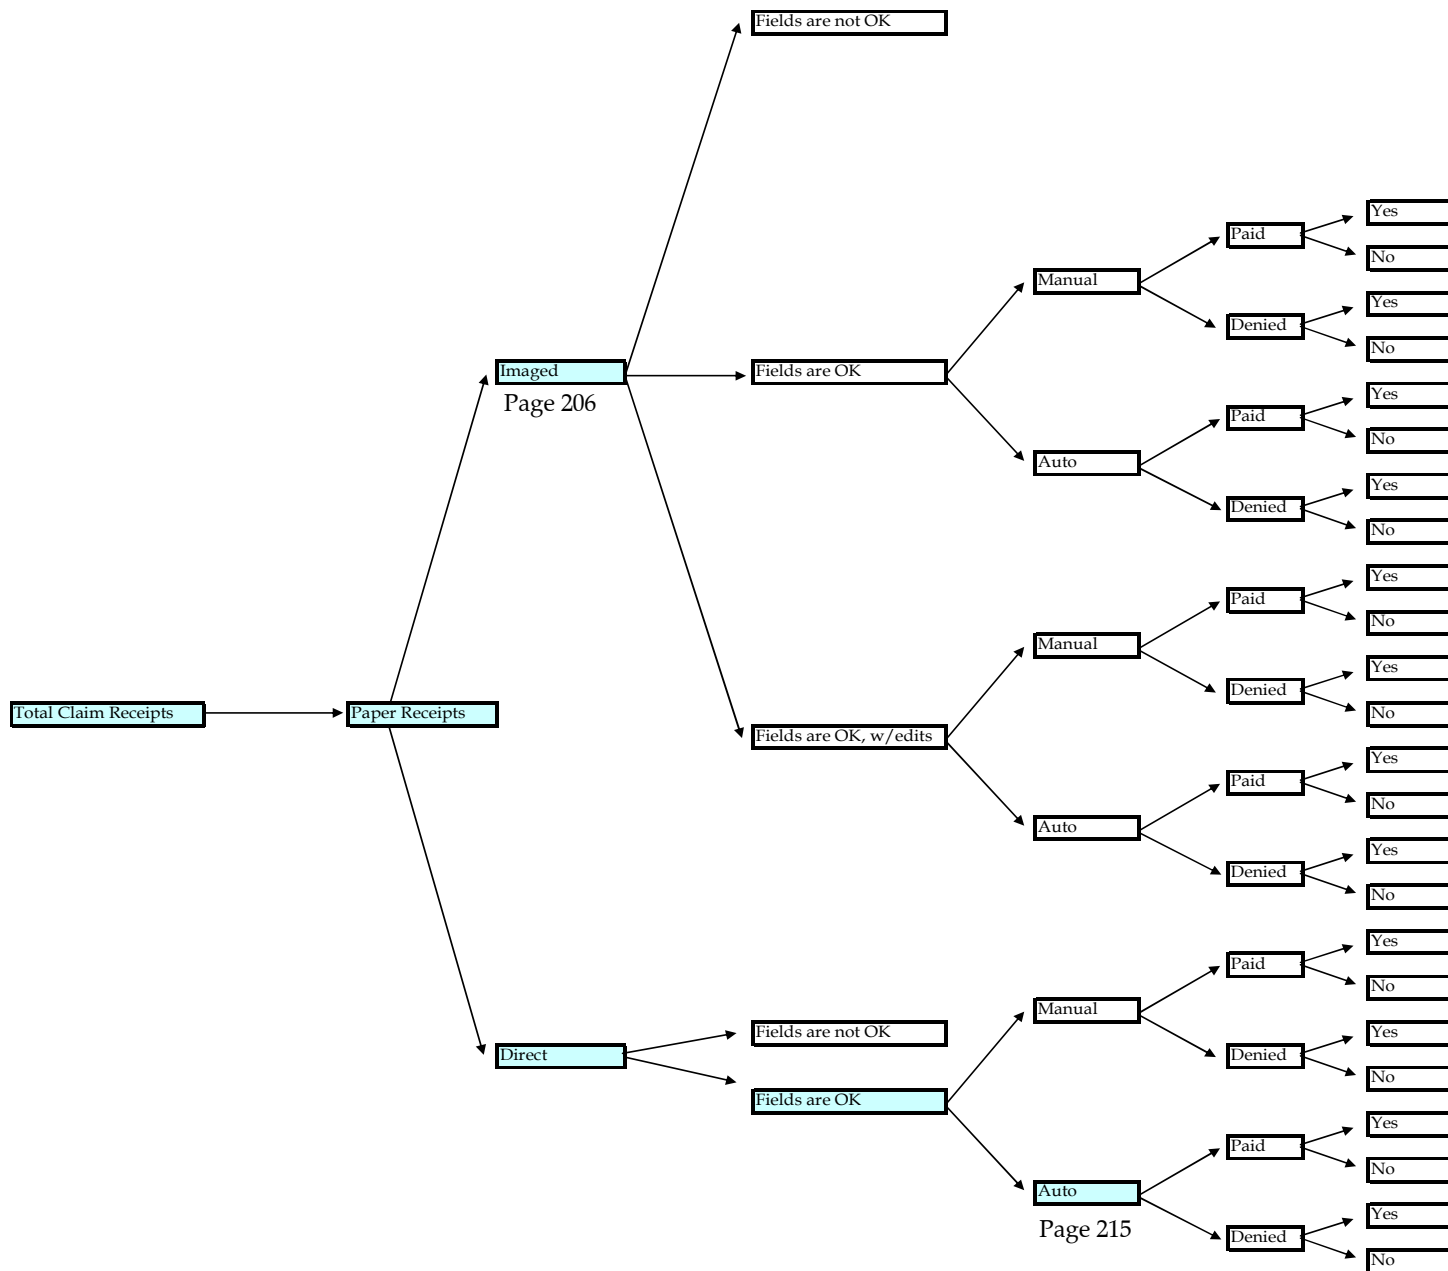 Fields are not OK
Yes
Paid
No
Manual
Yes
Denied
No
Imaged
Fields are OK
Page 206
Yes
Paid
No
Auto
Yes
Denied
No
Yes
Paid
No
Manual
Yes
Denied
No
Total Claim Receipts
Paper Receipts
Fields are OK, w/edits
Yes
Paid
No
Auto
Yes
Denied
No
Yes
Paid
No
Manual
Yes
Fields are not OK
Direct
Denied
No
Fields are OK
Yes
Paid
No
Auto
Page 215
Yes
Denied
No